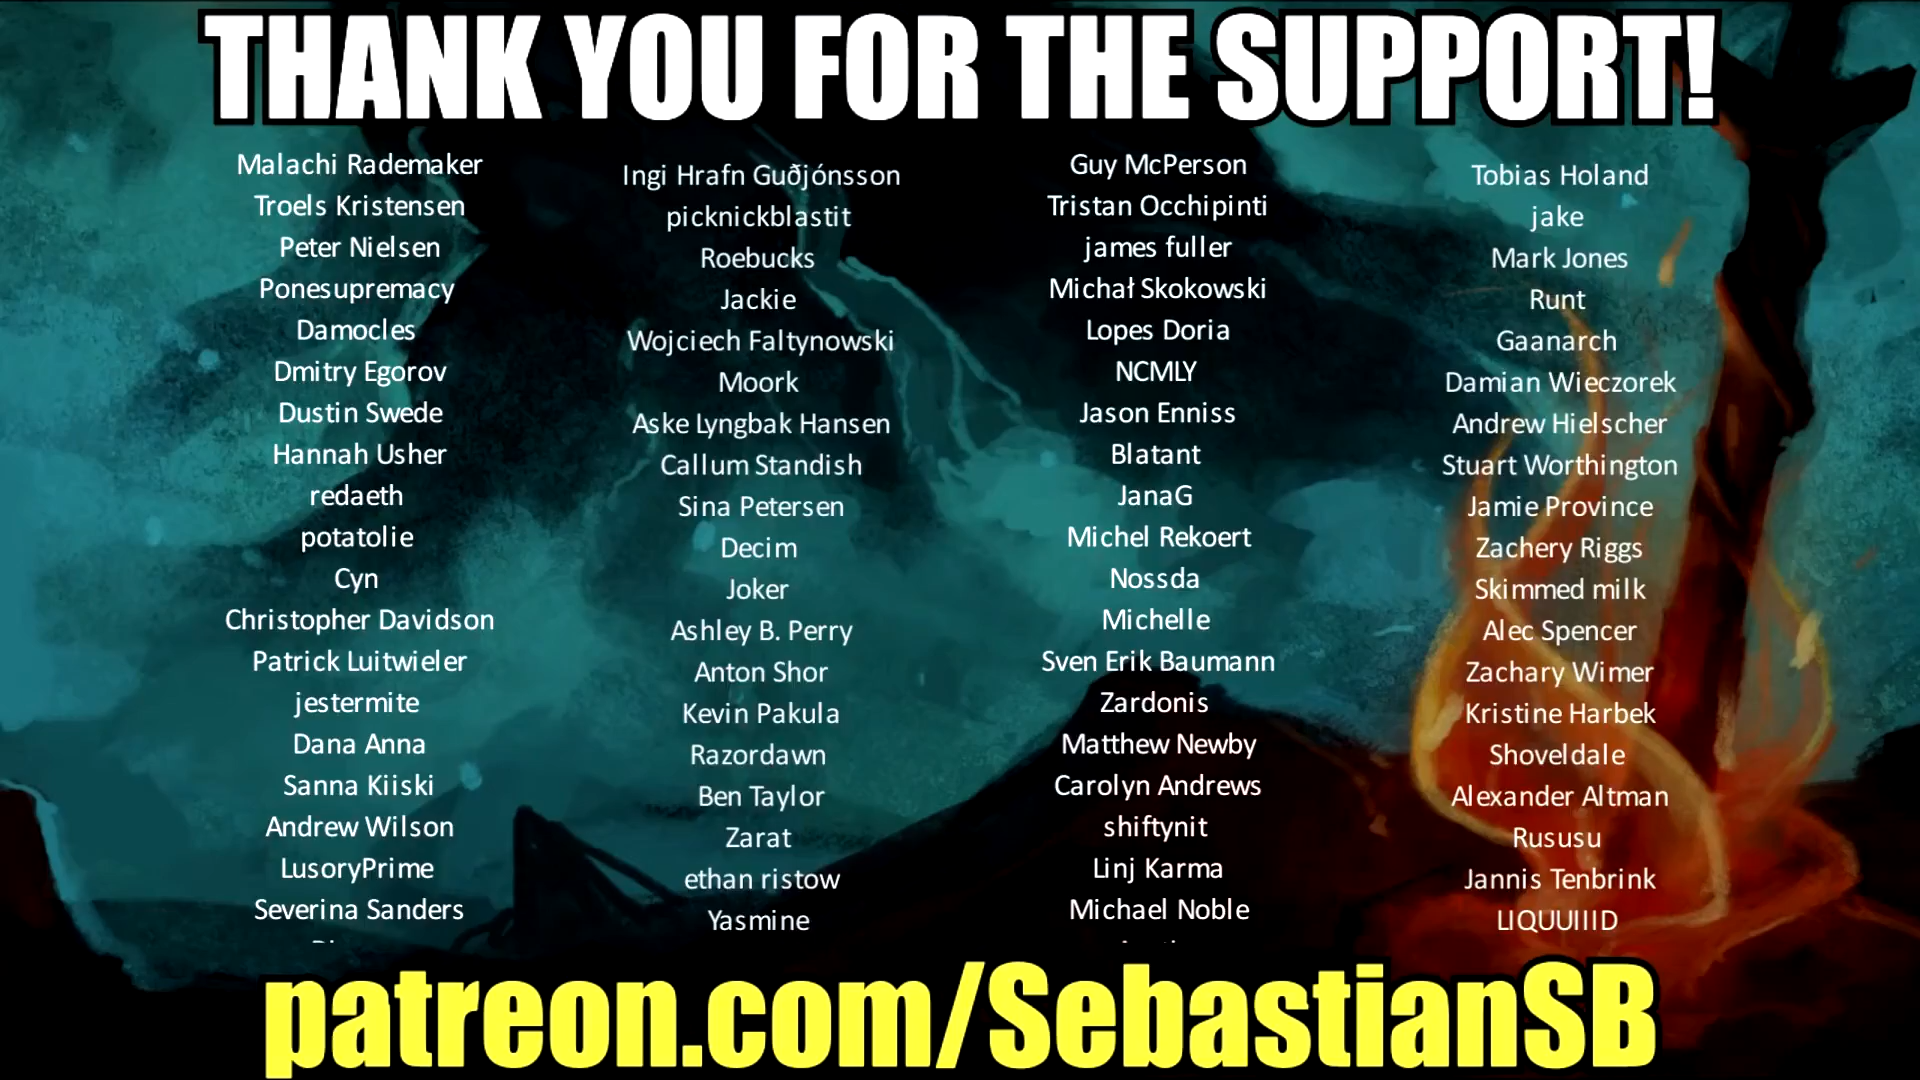 THANK YOU FOR THE SUPPORT!
Malachi Rademaker
Troels Kristensen
Peter Nielsen
Ponesupremacy
Damocles
Dmitry Egorov
Dustin Swede
Hannah Usher
redaeth
potatolie
Cyn
Christopher Davidson
Patrick Luitwieler
jestermite
Dana Anna
Sanna Kiiski
Andrew Wilson
LusoryPrime
Severina Sanders
Ingi Hrafn Guðjónsson
picknickblastit
Roebucks
Jackie
Wojciech Faltynowski
Moork
Aske Lyngbak Hansen
Callum Standish
Sina Petersen
Decim
Joker
Ashley B. Perry
Anton Shor
Kevin Pakula
Razordawn
Ben Taylor
Zarat
ethan ristow
Yasmine
Guy McPerson
Tristan Occhipinti
james fuller
Michał Skokowski
Lopes Doria
NCMLY
Jason Enniss
Blatant
JanaG
Michel Rekoert
Nossda
Michelle
Sven Erik Baumann
Zardonis
Matthew Newby
Carolyn Andrews
shiftynit
Linj Karma
Michael Noble
Tobias Holand
jake
Mark Jones
Runt
Gaanarch
Damian Wieczorek
Andrew Hielscher
Stuart Worthington
Jamie Province
Zachery Riggs
Skimmed milk
Alec Spencer
Zachary Wimer
Kristine Harbek
Shoveldale
Alexander Altman
Rususu
Jannis Tenbrink
LIQUUIIID
patreon.com/SebastianSB